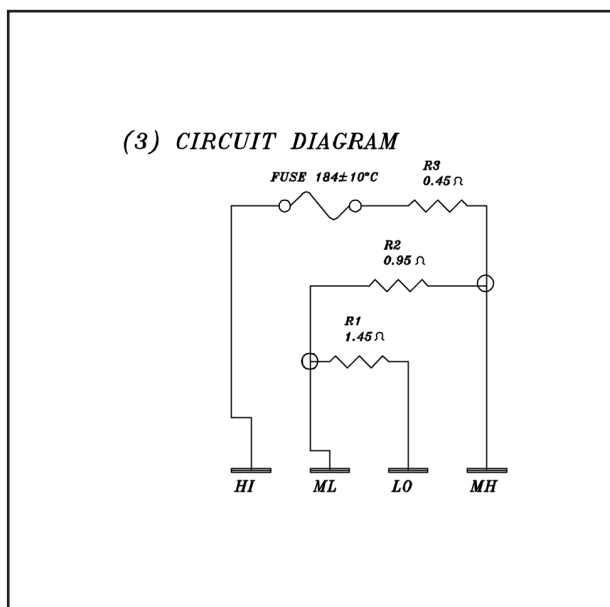 (3) CIRCUIT DIAGRAM
R3
0.45Ω
FUSE 184±10°C
R2
0.95Ω
R1
1.45Ω
HI ML LO MH